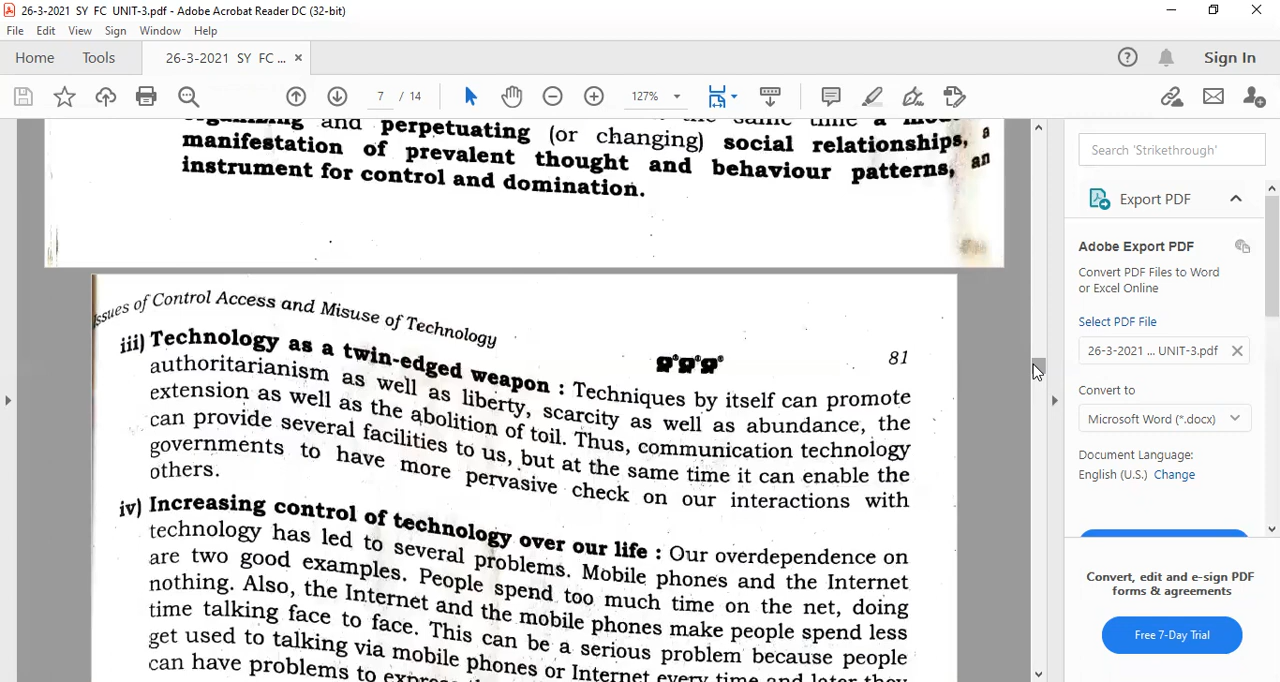 26-3-2021 SY FC UNIT-3.pdf - Adobe Acrobat Reader DC (32-bit)
File Edit View Sign Window Help
Home Tools 26-3-2021 SY FC ... × Sign In
7 / 14 127%
organizing and perpetuating (or changing) social relationships, a
manifestation of prevalent thought and behaviour patterns, an
instrument for control and domination.
Issues of Control Access and Misuse of Technology 81
iii) Technology as a twin-edged weapon : Techniques by itself can promote
authoritarianism as well as liberty, scarcity as well as abundance, the
extension as well as the abolition of toil. Thus, communication technology
can provide several facilities to us, but at the same time it can enable the
governments to have more pervasive check on our interactions with
others.
iv) Increasing control of technology over our life : Our overdependence on
technology has led to several problems. Mobile phones and the Internet
are two good examples. People spend too much time on the net, doing
nothing. Also, the Internet and the mobile phones make people spend less
time talking face to face. This can be a serious problem because people
get used to talking via mobile phones or Internet every time and later they
can have problems to
Search 'Strikethrough'
Export PDF
Adobe Export PDF
Convert PDF Files to Word
or Excel Online
Select PDF File
26-3-2021 ... UNIT-3.pdf
Convert to
Microsoft Word (*.docx)
Document Language:
English (U.S.) Change
Convert, edit and e-sign PDF
forms & agreements
Free 7-Day Trial